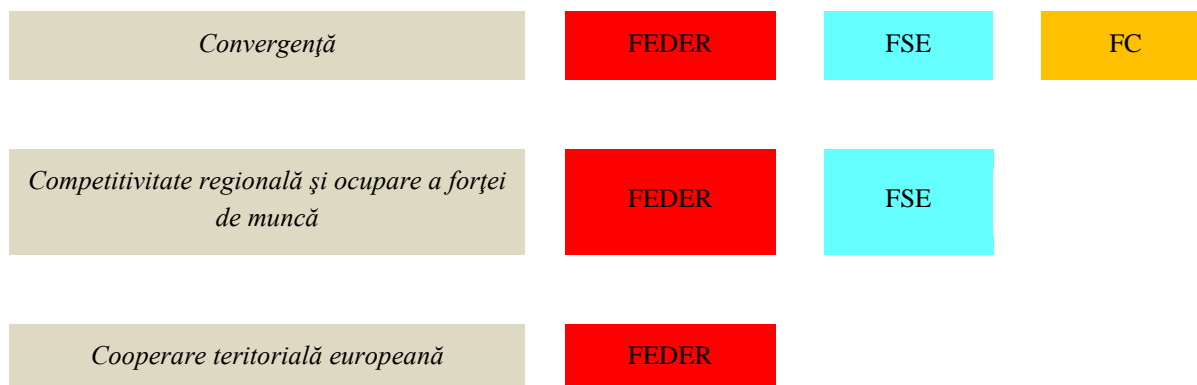 Convergenţă FEDER FSE FC
Competitivitate regională şi ocupare a forţei
de muncă
FEDER FSE
Cooperare teritorială europeană FEDER